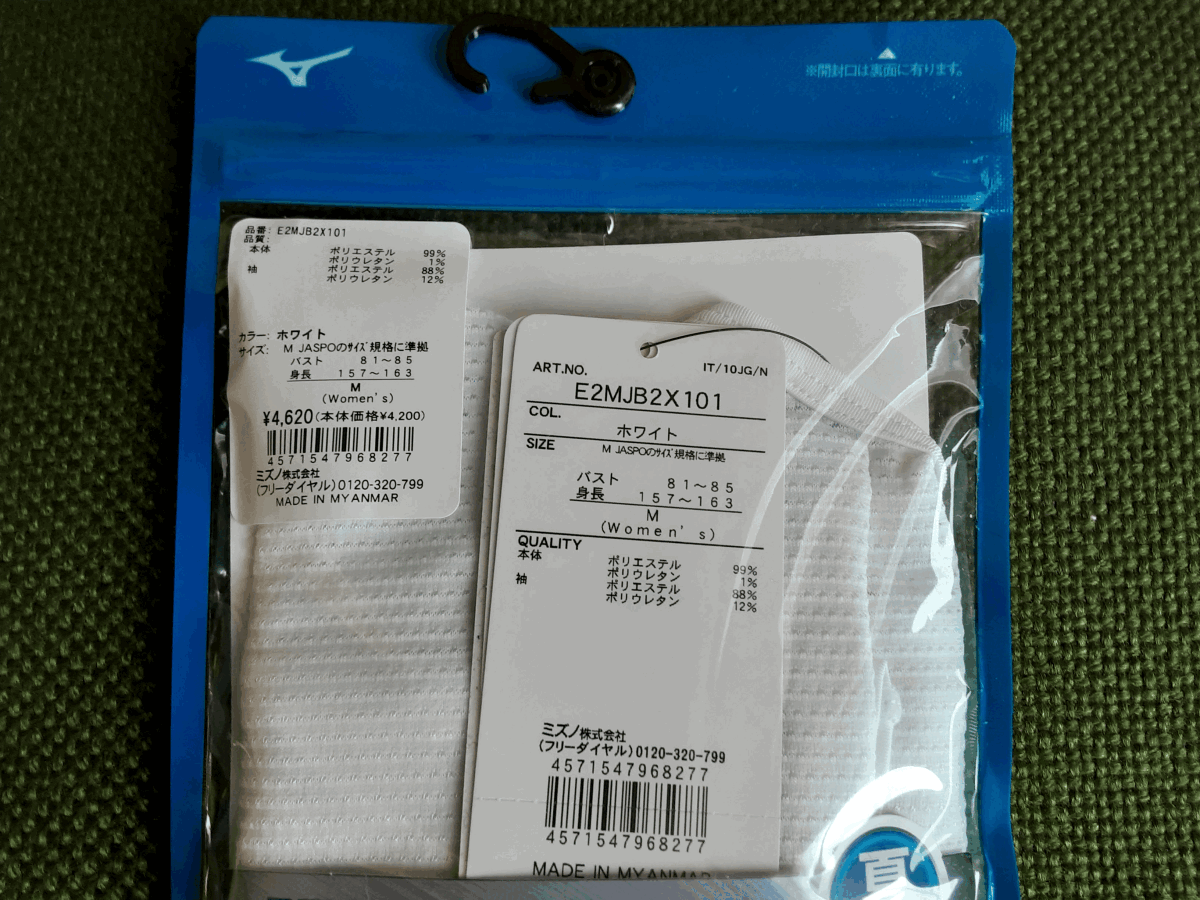 ※開封口は裏面に有ります。
品番: E2MJB2X101
品質:
本体 ポリエステル 99%
ポリウレタン 1%
袖 ポリエステル 88%
ポリウレタン 12%
カラー: ホワイト
サイズ: M JASPOのサイズ規格に準拠
バスト 81~85
身長 157~163
M
(Women's)
¥4,620(本体価格¥4,200)
4571547968277
ミズノ株式会社
(フリーダイヤル)0120-320-799
MADE IN MYANMAR
ART.NO. IT/10JG/N
E2MJB2X101
COL.
ホワイト
SIZE M JASPOのサイズ規格に準拠
バスト 81~85
身長 157~163
M
(Women's)
QUALITY
本体 ポリエステル 99%
ポリウレタン 1%
袖 ポリエステル 88%
ポリウレタン 12%
ミズノ株式会社
(フリーダイヤル)0120-320-799
4571547968277
4571547968277
MADE IN MYANMAR